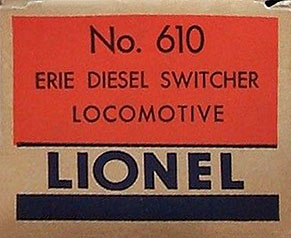 No. 610
ERIE DIESEL SWITCHER
LOCOMOTIVE
LIONEL